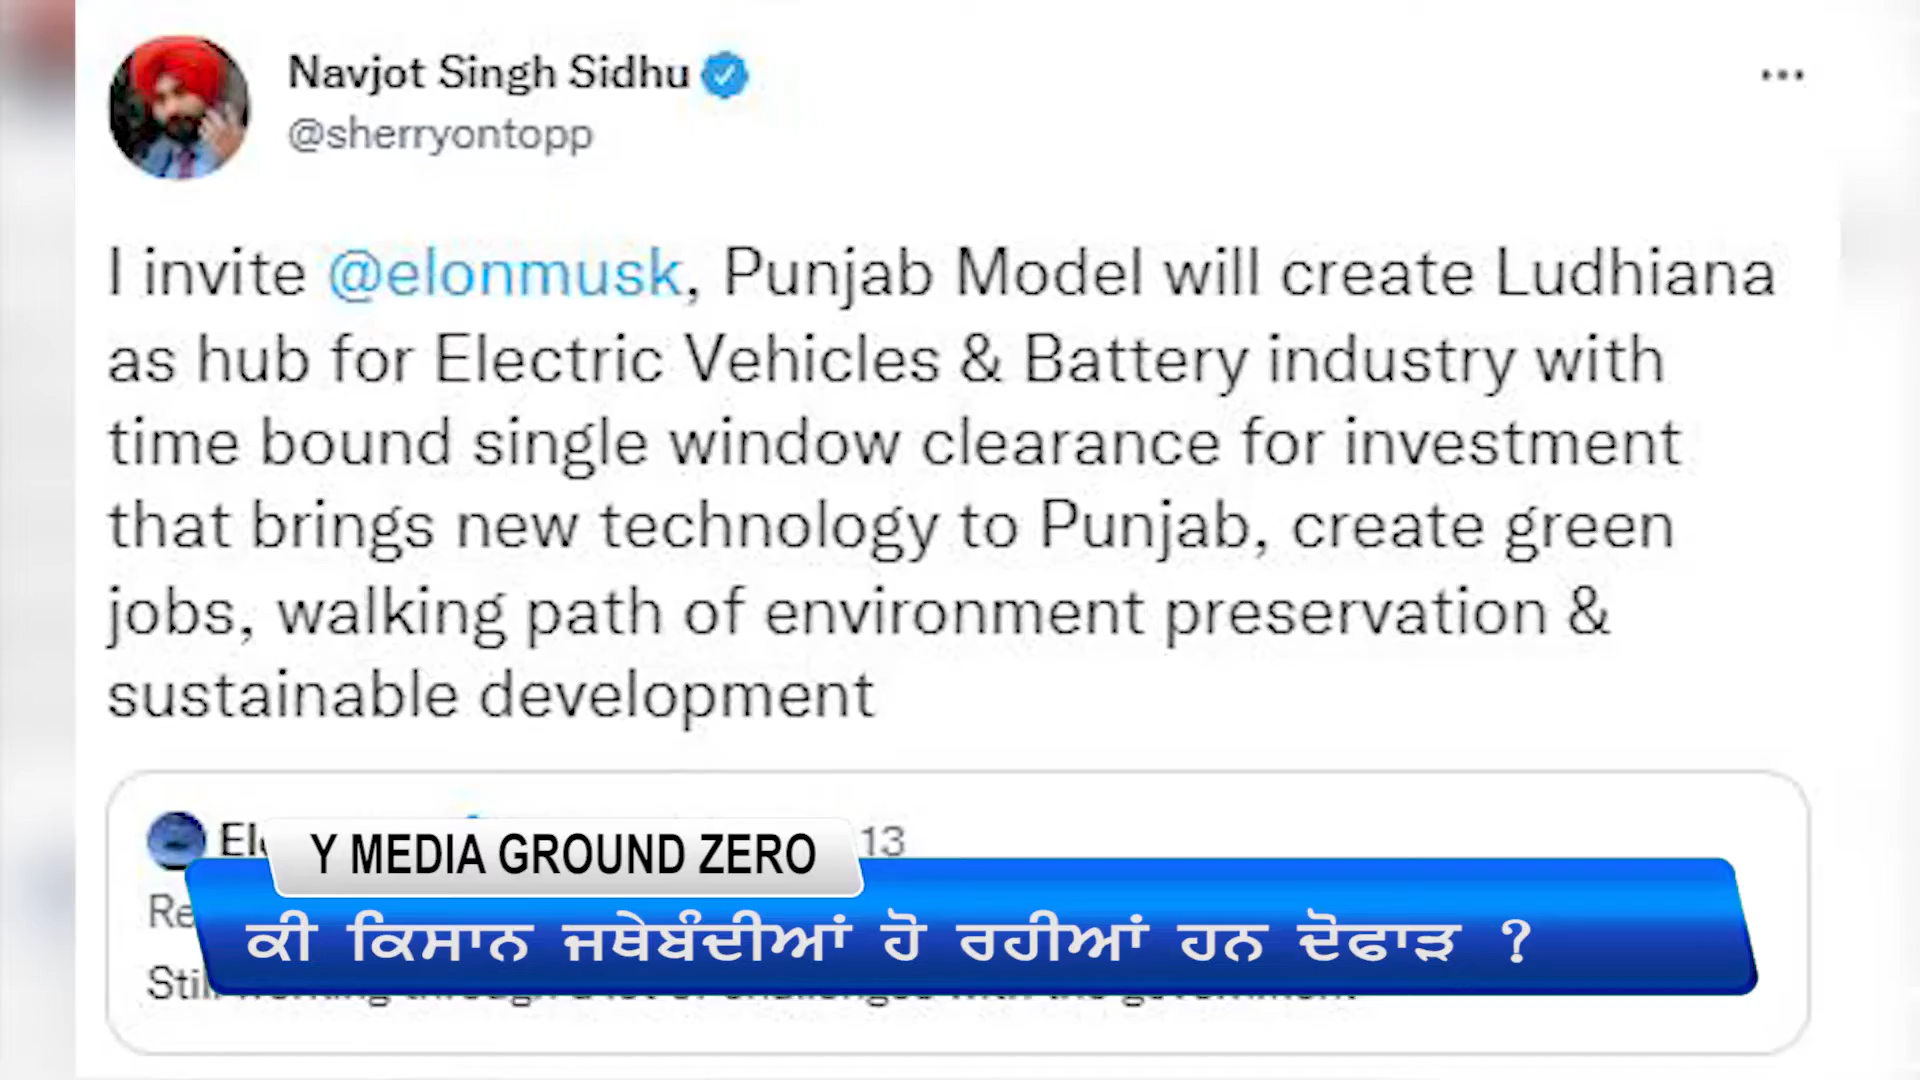 Navjot Singh Sidhu
@sherryontopp
I invite @elonmusk, Punjab Model will create Ludhiana
as hub for Electric Vehicles & Battery industry with
time bound single window clearance for investment
that brings new technology to Punjab, create green
jobs, walking path of environment preservation &
sustainable development
13
Y MEDIA GROUND ZERO
ਕੀ ਕਿਸਾਨ ਜਥੇਬੰਦੀਆਂ ਹੋ ਰਹੀਆਂ ਹਨ ਦੋਫਾੜ ?